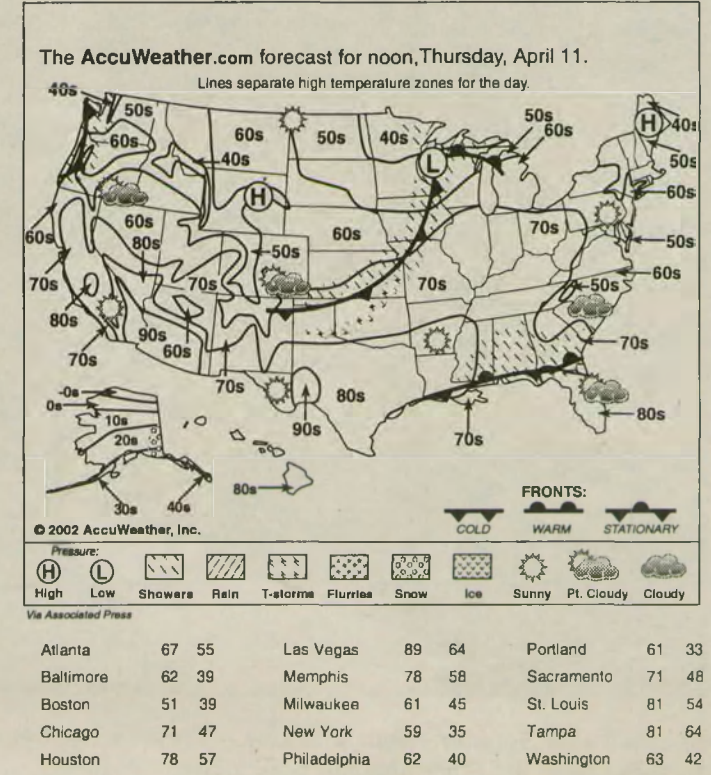 The AccuWeather.com forecast for noon, Thursday, April 11.
Lines separate high temperature zones for the day.
40s
50s
60s
60s
40s
50s
40s
50s
60s
H
40s
50s
60s
L
H
60s
50s
60s
70s
50s
60s
80s
60s
70s
70s
70s
50s
80s
90s
60s
70s
70s
70s
80s
90s
70s
80s
-0s
0s
10s
20s
30s
40s
80s
FRONTS:
COLD WARM STATIONARY
© 2002 AccuWeather, Inc.
Pressure:
H L
High Low Showers Rain T-storms Flurries Snow Ice Sunny Pt. Cloudy Cloudy
Via Associated Press
Atlanta 67 55 Las Vegas 89 64 Portland 61 33
Baltimore 62 39 Memphis 78 58 Sacramento 71 48
Boston 51 39 Milwaukee 61 45 St. Louis 81 54
Chicago 71 47 New York 59 35 Tampa 81 64
Houston 78 57 Philadelphia 62 40 Washington 63 42